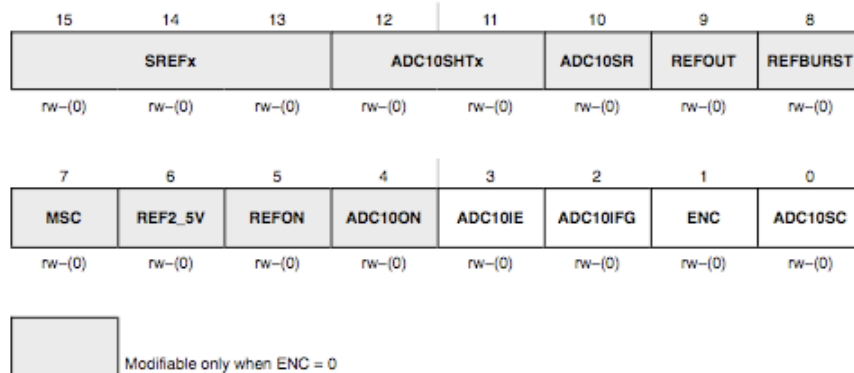 15 14 13 12 11 10 9 8
SREFx ADC10SHTx ADC10SR REFOUT REFBURST
rw−(0) rw−(0) rw−(0) rw−(0) rw−(0) rw−(0) rw−(0) rw−(0)
7 6 5 4 3 2 1 0
MSC REF2_5V REFON ADC10ON ADC10IE ADC10IFG ENC ADC10SC
rw−(0) rw−(0) rw−(0) rw−(0) rw−(0) rw−(0) rw−(0) rw−(0)
Modifiable only when ENC = 0